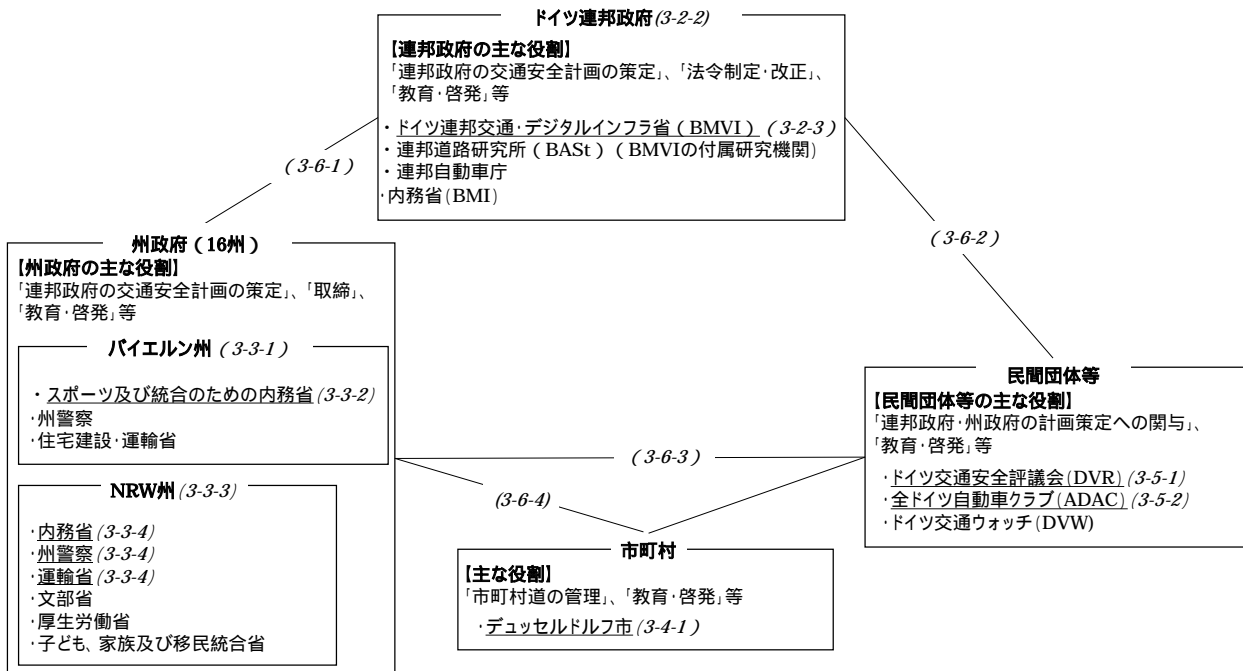 ドイツ連邦政府(3-2-2)
【連邦政府の主な役割】
「連邦政府の交通安全計画の策定」、「法令制定・改正」、
「教育・啓発」等
・ドイツ連邦交通・デジタルインフラ省（BMVI）(3-2-3)
・連邦道路研究所（BASt）(BMVIの付属研究機関)
・連邦自動車庁
・内務省(BMI)
(3-6-1)
(3-6-2)
州政府（16州）
【州政府の主な役割】
「連邦政府の交通安全計画の策定」、「取締」、
「教育・啓発」等
バイエルン州（3-3-1）
・スポーツ及び統合のための内務省(3-3-2)
・州警察
・住宅建設・運輸省
NRW州(3-3-3)
・内務省(3-3-4)
・州警察(3-3-4)
・運輸省(3-3-4)
・文部省
・厚生労働省
・子ども、家族及び移民統合省
(3-6-3)
(3-6-4)
民間団体等
【民間団体等の主な役割】
「連邦政府・州政府の計画策定への関与」、
「教育・啓発」等
・ドイツ交通安全評議会(DVR)(3-5-1)
・全ドイツ自動車クラブ(ADAC)(3-5-2)
・ドイツ交通ウォッチ(DVW)
市町村
【主な役割】
「市町村道の管理」、「教育・啓発」等
・デュッセルドルフ市(3-4-1)